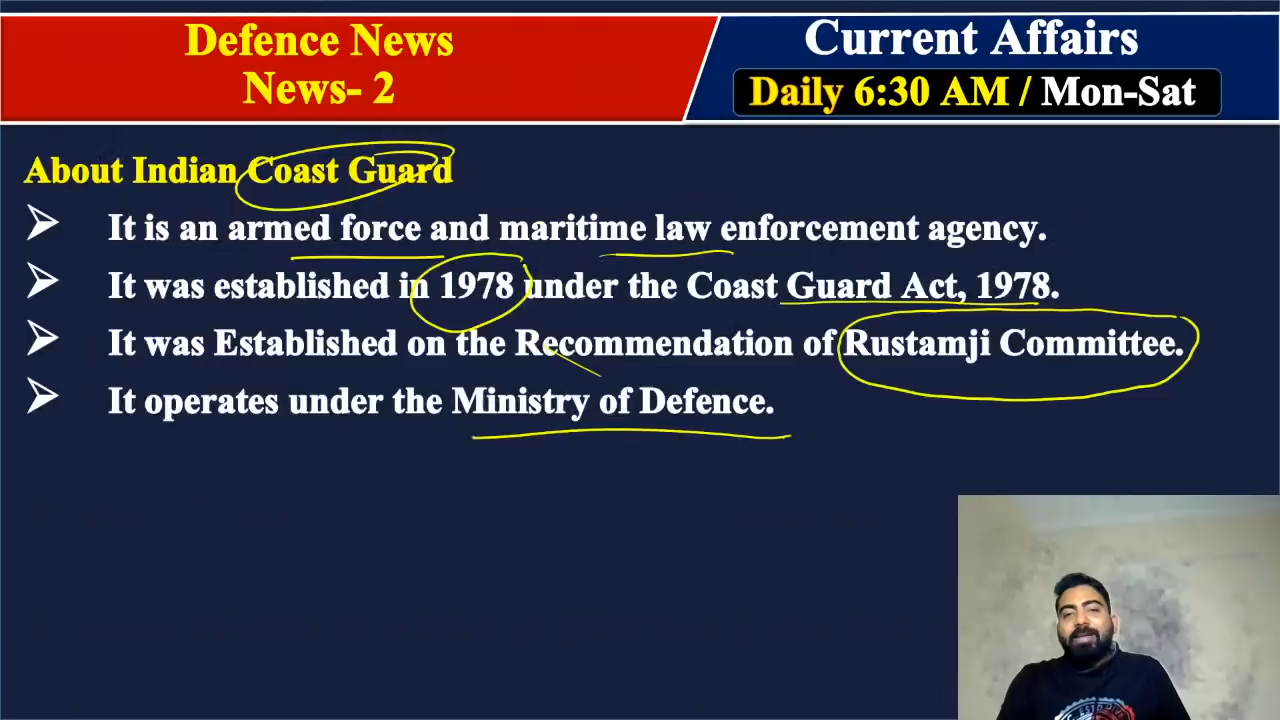 Defence News
News- 2
Current Affairs
Daily 6:30 AM / Mon-Sat
About Indian Coast Guard
It is an armed force and maritime law enforcement agency.
It was established in 1978 under the Coast Guard Act, 1978.
It was Established on the Recommendation of Rustamji Committee.
It operates under the Ministry of Defence.